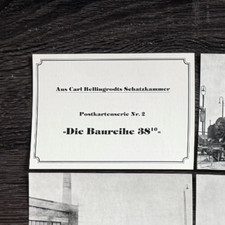 Aus Carl Bellingrodts Schatzkammer
Postkartenserie Nr. 2
-Die Baureihe 38¹⁰-